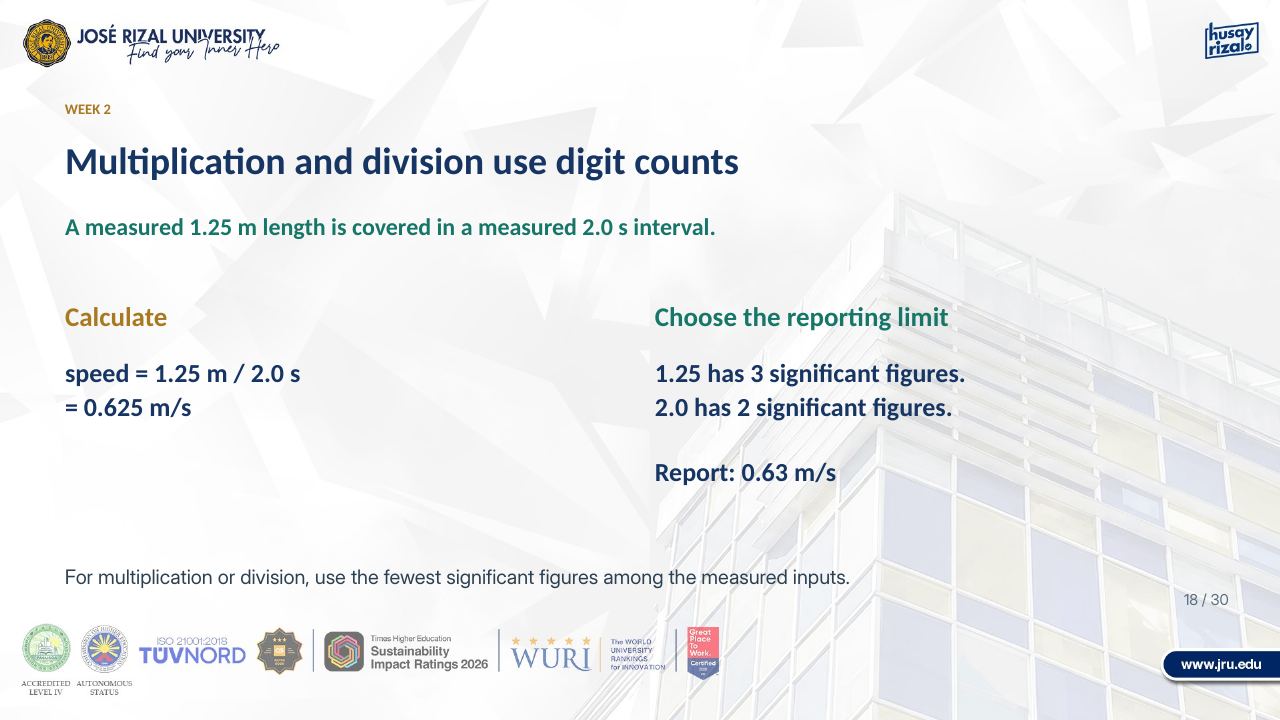 JOSÉ RIZAL UNIVERSITY
Find your Inner Hero
husay
rizal
WEEK 2
Multiplication and division use digit counts
A measured 1.25 m length is covered in a measured 2.0 s interval.
Calculate
speed = 1.25 m / 2.0 s
= 0.625 m/s
Choose the reporting limit
1.25 has 3 significant figures.
2.0 has 2 significant figures.
Report: 0.63 m/s
For multiplication or division, use the fewest significant figures among the measured inputs.
18 / 30
ACCREDITED
LEVEL IV
AUTONOMOUS
STATUS
ISO 21001:2018
TÜVNORD
Times Higher Education
Sustainability
Impact Ratings 2026
WURI
The WORLD
UNIVERSITY
RANKINGS
for INNOVATION
Great
Place
To
Work.
Certified
www.jru.edu